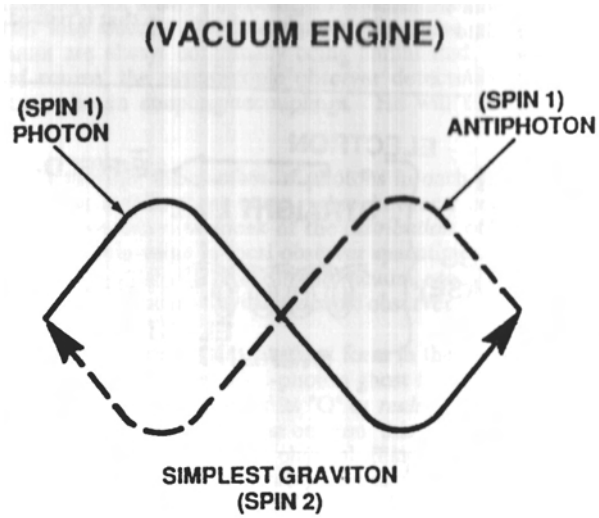 (VACUUM ENGINE)
(SPIN 1)
PHOTON
(SPIN 1)
ANTIPHOTON
SIMPLEST GRAVITON
(SPIN 2)